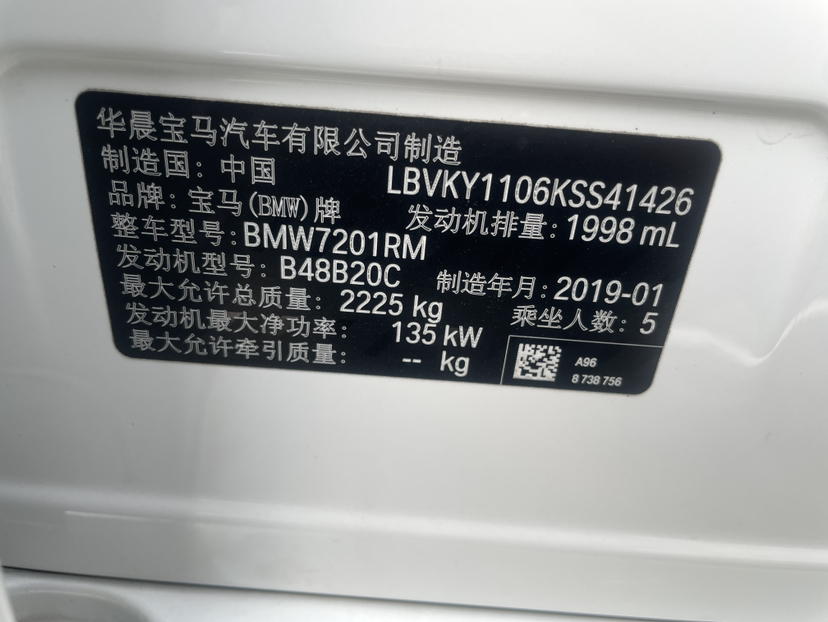 华晨宝马汽车有限公司制造
制造国：中国
LBVKY1106KSS41426
品牌：宝马(BMW)牌
发动机排量：1998 mL
整车型号：BMW7201RM
发动机型号：B48B20C
制造年月：2019-01
最大允许总质量：2225 kg
乘坐人数：5
发动机最大净功率：135 kW
最大允许牵引质量：-- kg
A96
8 738 756